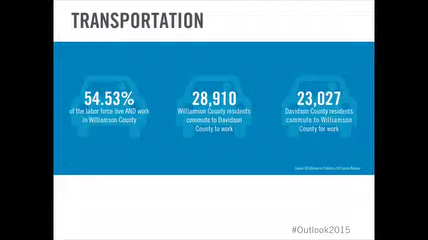 TRANSPORTATION
54.53%
of the labor force live AND work
in Williamson County
28,910
Williamson County residents
commute to Davidson
County to work
23,027
Davidson County residents
commute to Williamson
County for work
#Outlook2015